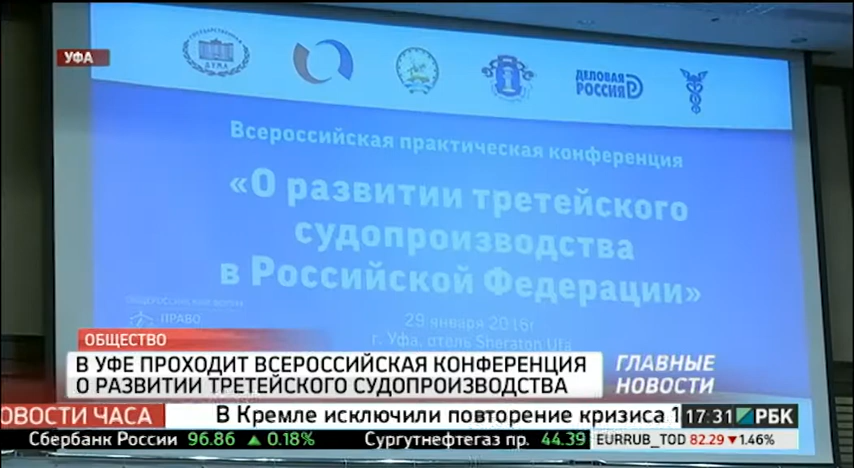 УФА
ГОСУДАРСТВЕННАЯ
ДУМА
ДЕЛОВАЯ
РОССИЯ
Всероссийская практическая конференция
«О развитии третейского
судопроизводства
в Российской Федерации»
ПРАВО
29 января 2016г
г. Уфа, отель Sheraton Ufa
ОБЩЕСТВО
В УФЕ ПРОХОДИТ ВСЕРОССИЙСКАЯ КОНФЕРЕНЦИЯ
О РАЗВИТИИ ТРЕТЕЙСКОГО СУДОПРОИЗВОДСТВА
ГЛАВНЫЕ
НОВОСТИ
ОВОСТИ ЧАСА В Кремле исключили повторение кризиса 1 17:31 РБК
Сбербанк России 96.86 ▲ 0.18% Сургутнефтегаз пр. 44.39 EURRUB_TOD 82.29 ▼ 1.46%